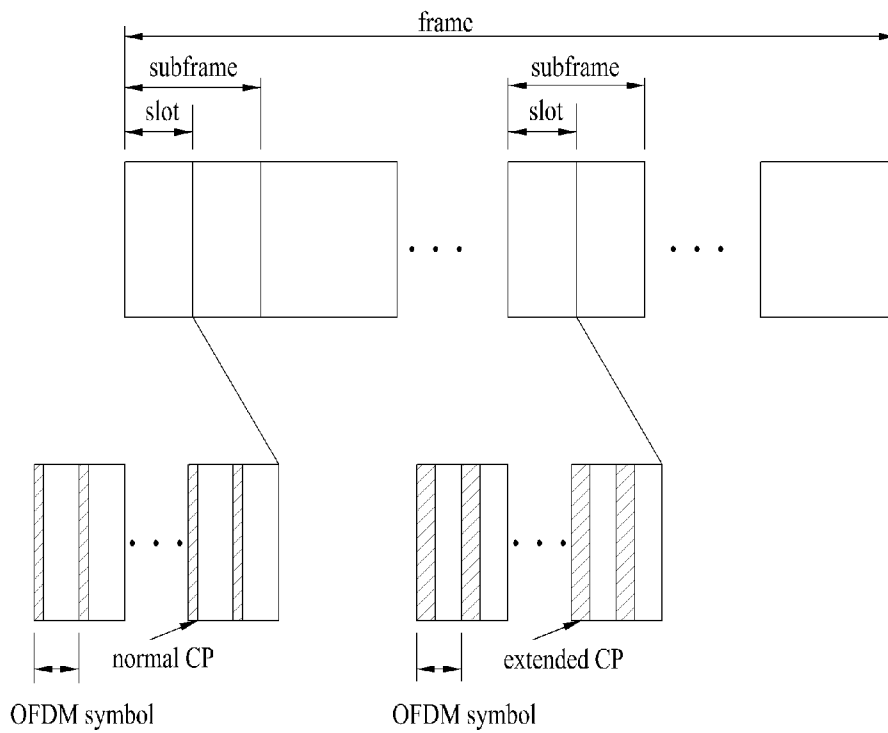 frame
subframe
subframe
slot
slot
normal CP
extended CP
OFDM symbol
OFDM symbol